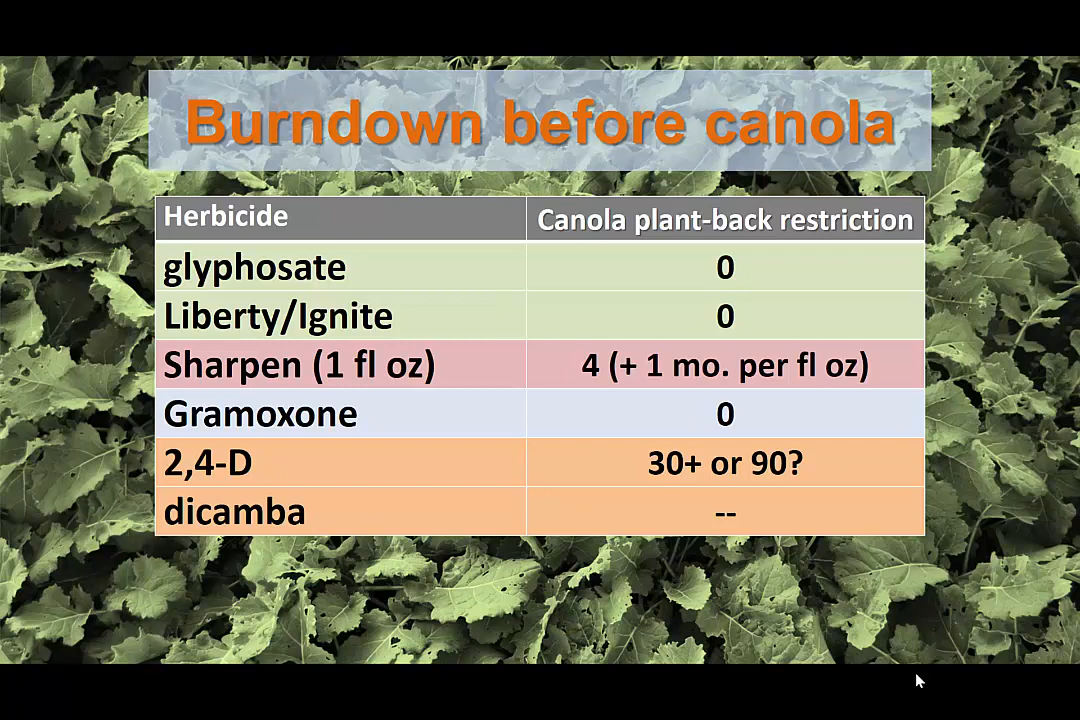 Burndown before canola
Herbicide Canola plant-back restriction
glyphosate 0
Liberty/Ignite 0
Sharpen (1 fl oz) 4 (+ 1 mo. per fl oz)
Gramoxone 0
2,4-D 30+ or 90?
dicamba --